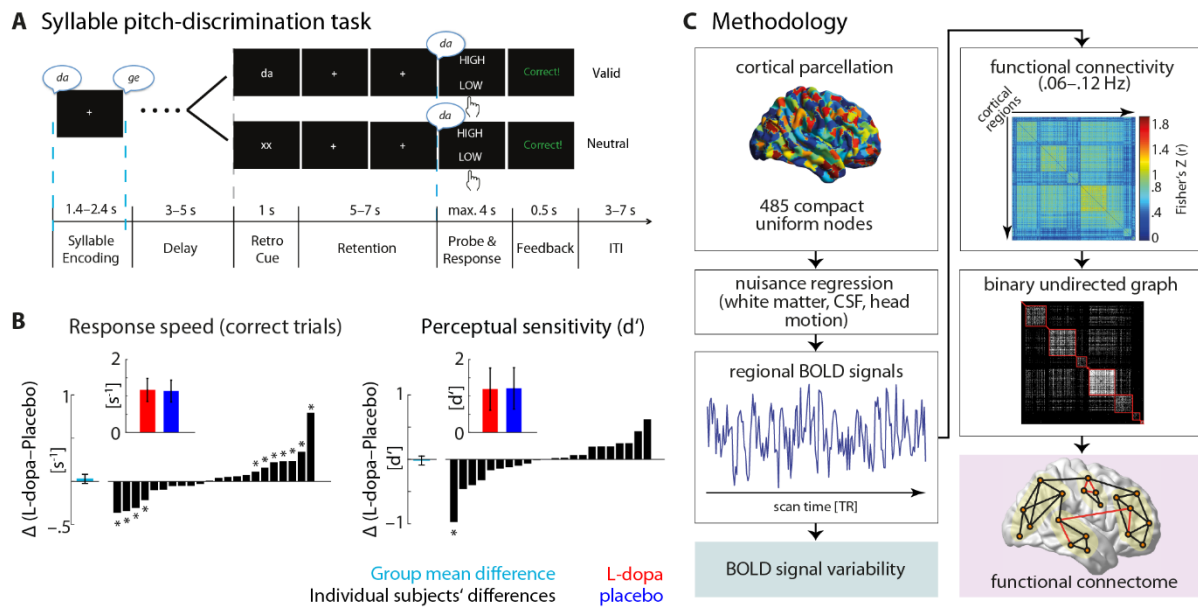 A Syllable pitch-discrimination task
da
ge
+
da
+
+
da
HIGH
LOW
Correct!
Valid
xx
+
+
da
HIGH
LOW
Correct!
Neutral
1.4–2.4 s
3–5 s
1 s
5–7 s
max. 4 s
0.5 s
3–7 s
Syllable
Encoding
Delay
Retro
Cue
Retention
Probe &
Response
Feedback
ITI
B
Response speed (correct trials)
Δ (L-dopa–Placebo)
[s⁻¹]
1
–.5
2
1
0
[s⁻¹]
* * * *
* * * * * * *
Perceptual sensitivity (d‘)
Δ (L-dopa–Placebo)
[d‘]
1
0
–1
2
1
0
[d‘]
*
Group mean difference
Individual subjects‘ differences
L-dopa
placebo
C Methodology
cortical parcellation
485 compact
uniform nodes
nuisance regression
(white matter, CSF, head
motion)
regional BOLD signals
scan time [TR]
BOLD signal variability
functional connectivity
(.06–.12 Hz)
cortical
regions
1.8
1.4
1
0.4
0
Fisher's Z (r)
binary undirected graph
functional connectome